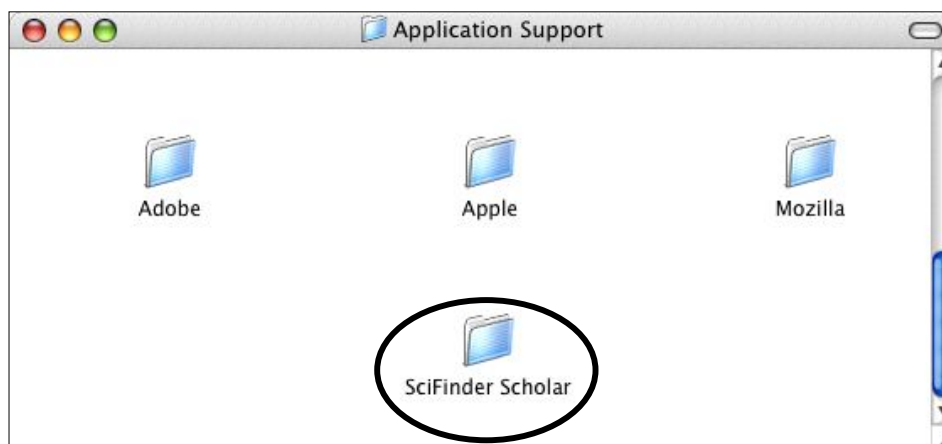 Application Support
Adobe
Apple
Mozilla
SciFinder Scholar